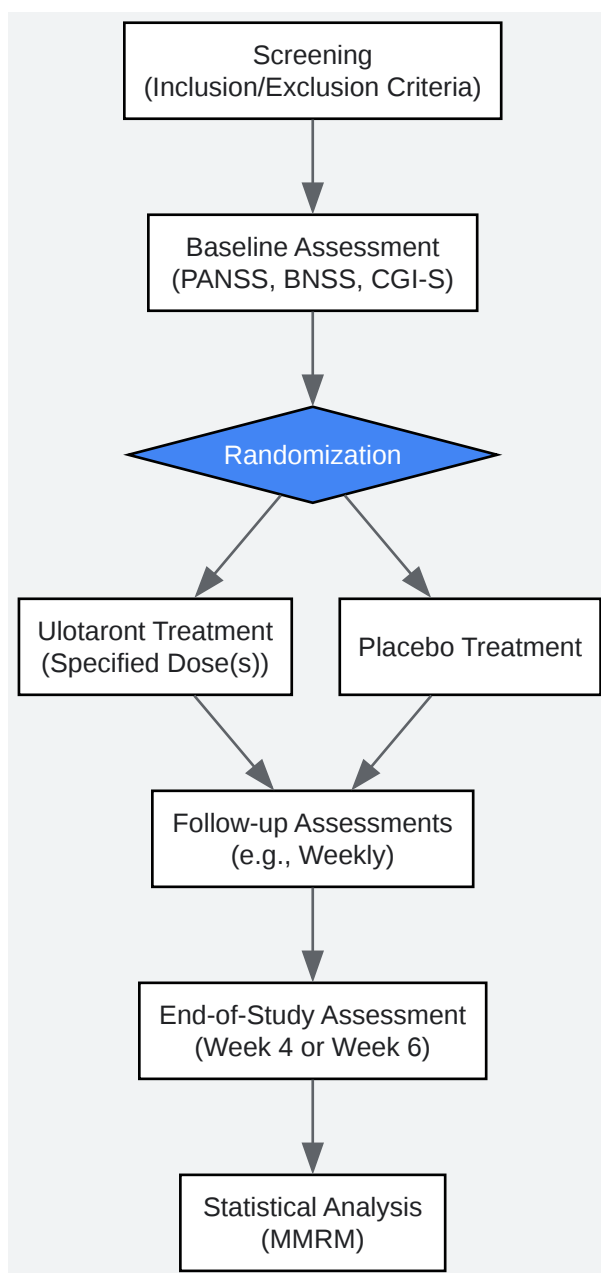 Screening
(Inclusion/Exclusion Criteria)
Baseline Assessment
(PANSS, BNSS, CGI-S)
Randomization
Ulotaront Treatment
(Specified Dose(s))
Placebo Treatment
Follow-up Assessments
(e.g., Weekly)
End-of-Study Assessment
(Week 4 or Week 6)
Statistical Analysis
(MMRM)